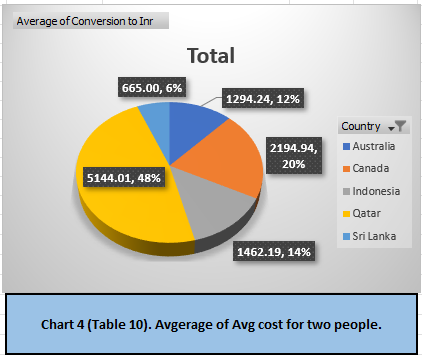 Average of Conversion to Inr
Total
665.00, 6%
1294.24, 12%
2194.94,
20%
5144.01, 48%
1462.19, 14%
Country
Australia
Canada
Indonesia
Qatar
Sri Lanka
Chart 4 (Table 10). Avgerage of Avg cost for two people.